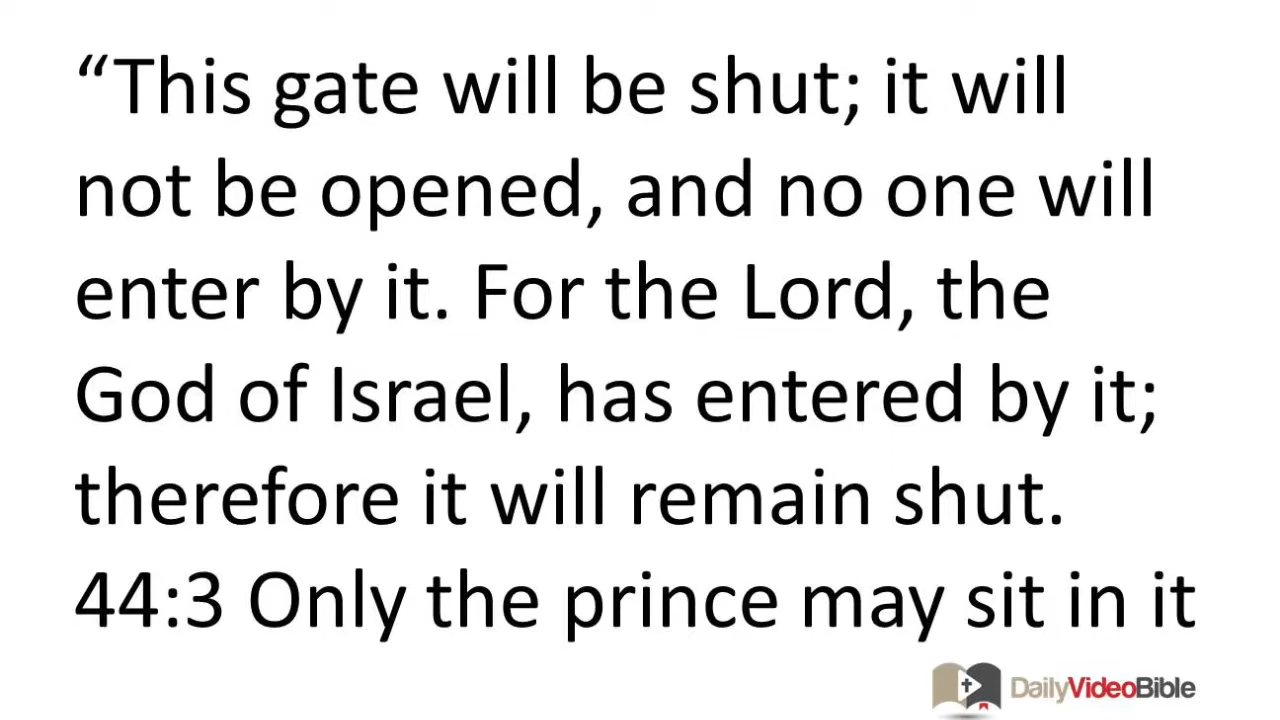 “This gate will be shut; it will
not be opened, and no one will
enter by it. For the Lord, the
God of Israel, has entered by it;
therefore it will remain shut.
44:3 Only the prince may sit in it
DailyVideoBible